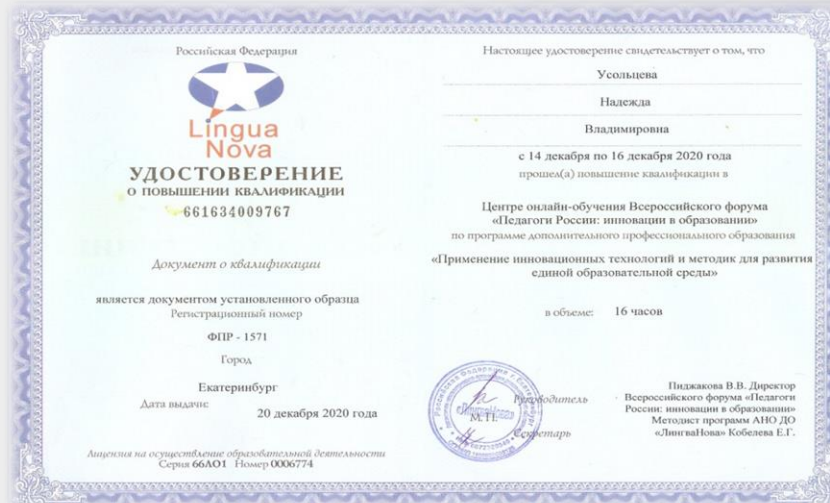 Российская Федерация
Lingua
Nova
УДОСТОВЕРЕНИЕ
О ПОВЫШЕНИИ КВАЛИФИКАЦИИ
661634009767
Документ о квалификации
является документом установленного образца
Регистрационный номер
ФПР - 1571
Город
Екатеринбург
Дата выдачи:
20 декабря 2020 года
Лицензия на осуществление образовательной деятельности
Серия 66ЛО1 Номер 0006774
Настоящее удостоверение свидетельствует о том, что
Усольцева
Надежда
Владимировна
с 14 декабря по 16 декабря 2020 года
прошел(а) повышение квалификации в
Центре онлайн-обучения Всероссийского форума
«Педагоги России: инновации в образовании»
по программе дополнительного профессионального образования
«Применение инновационных технологий и методик для развития
единой образовательной среды»
в объеме: 16 часов
Руководитель
М.П.
Секретарь
Пиджакова В.В. Директор
Всероссийского форума «Педагоги
России: инновации в образовании»
Методист программ АНО ДО
«ЛингваНова» Кобелева Е.Г.